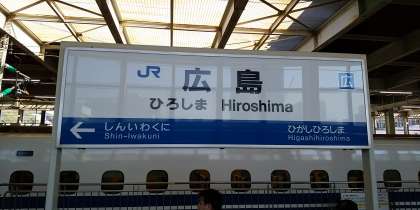 JR 広島 広
ひろしま Hiroshima
しんいわくに ひがしひろしま
Shin-Iwakuni Higashihiroshima